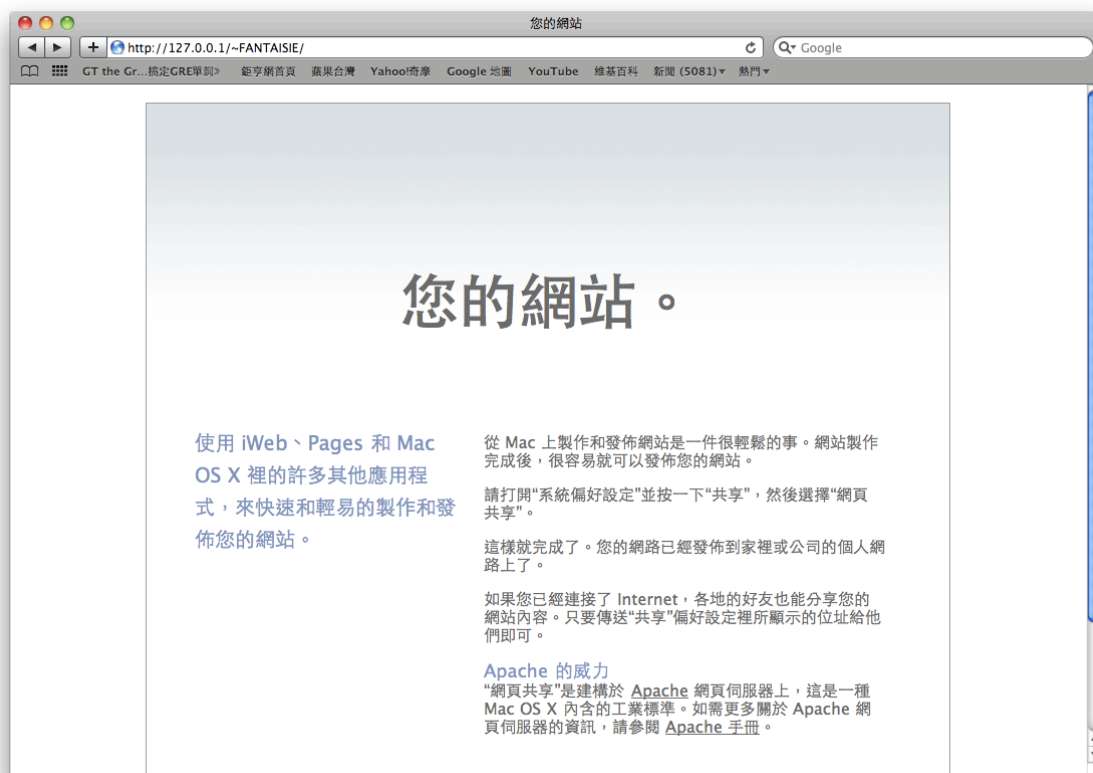 您的網站
http://127.0.0.1/~FANTAISIE/
Google
GT the Gr...搞定GRE單詞》 鉅亨網首頁 蘋果台灣 Yahoo!奇摩 Google 地圖 YouTube 維基百科 新聞 (5081)▾ 熱門▾
您的網站。
使用 iWeb、Pages 和 Mac
OS X 裡的許多其他應用程
式，來快速和輕易的製作和發
佈您的網站。
從 Mac 上製作和發佈網站是一件很輕鬆的事。網站製作
完成後，很容易就可以發佈您的網站。
請打開“系統偏好設定”並按一下“共享”，然後選擇“網頁
共享”。
這樣就完成了。您的網路已經發佈到家裡或公司的個人網
路上了。
如果您已經連接了 Internet，各地的好友也能分享您的
網站內容。只要傳送“共享”偏好設定裡所顯示的位址給他
們即可。
Apache 的威力
“網頁共享”是建構於 Apache 網頁伺服器上，這是一種
Mac OS X 內含的工業標準。如需更多關於 Apache 網
頁伺服器的資訊，請參閱 Apache 手冊。